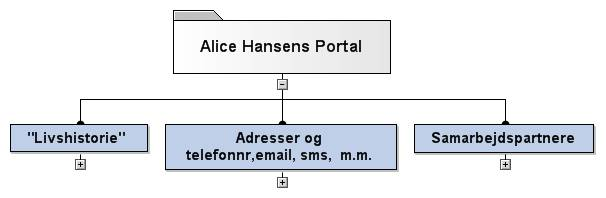 Alice Hansens Portal
"Livshistorie"
Adresser og
telefonnr,email, sms,  m.m.
Samarbejdspartnere